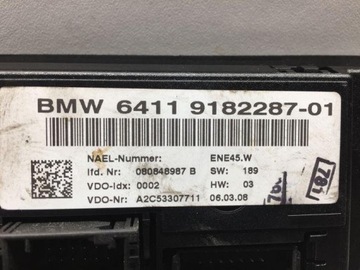 BMW 6411 9182287-01
NAEL-Nummer: ENE45.W
lfd. Nr: 080848987 B SW: 189
VDO-Idx: 0002 HW: 03
VDO-Nr: A2C53307711 06.03.08